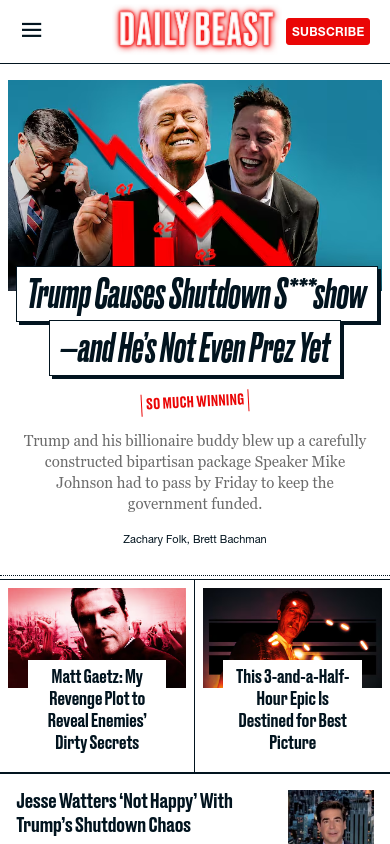 DAILY BEAST
SUBSCRIBE
Q1
Q2
Q3
Trump Causes Shutdown S***show
—and He's Not Even Prez Yet
SO MUCH WINNING
Trump and his billionaire buddy blew up a carefully
constructed bipartisan package Speaker Mike
Johnson had to pass by Friday to keep the
government funded.
Zachary Folk, Brett Bachman
Matt Gaetz: My
Revenge Plot to
Reveal Enemies'
Dirty Secrets
This 3-and-a-Half-
Hour Epic Is
Destined for Best
Picture
Jesse Watters ‘Not Happy’ With
Trump's Shutdown Chaos